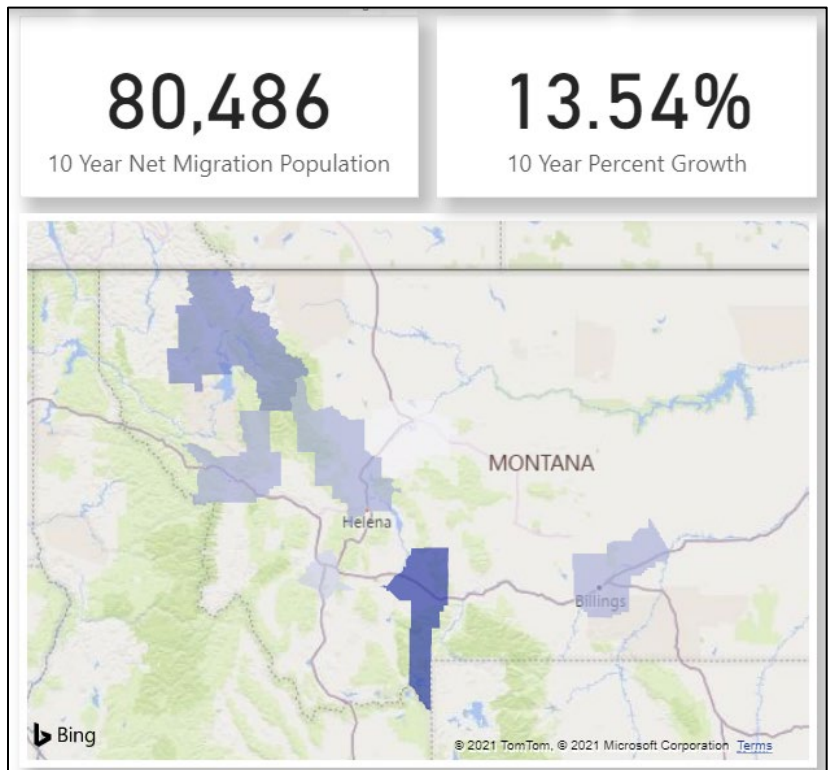 80,486
10 Year Net Migration Population
13.54%
10 Year Percent Growth
MONTANA
Helena
Billings
Bing
© 2021 TomTom, © 2021 Microsoft Corporation Terms